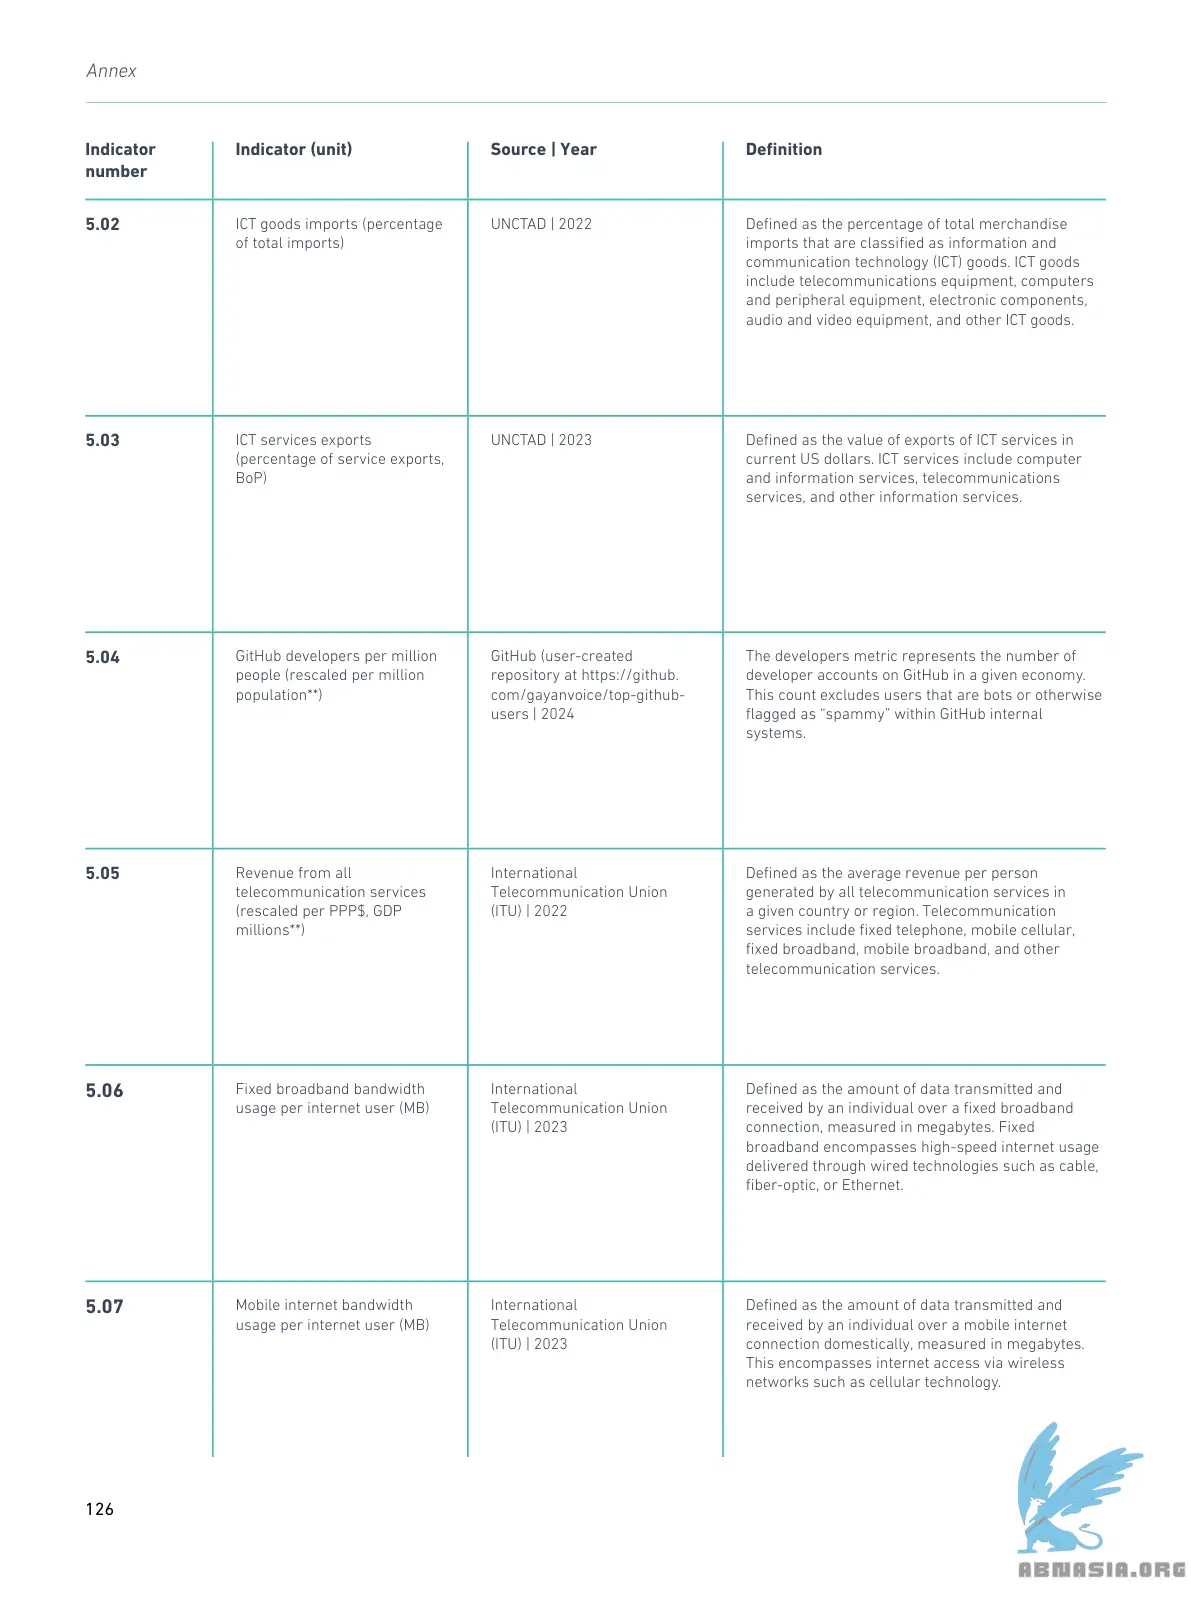 Annex
Indicator
number
Indicator (unit)
Source | Year
Definition
5.02
ICT goods imports (percentage
of total imports)
UNCTAD | 2022
Defined as the percentage of total merchandise
imports that are classified as information and
communication technology (ICT) goods. ICT goods
include telecommunications equipment, computers
and peripheral equipment, electronic components,
audio and video equipment, and other ICT goods.
5.03
ICT services exports
(percentage of service exports,
BoP)
UNCTAD | 2023
Defined as the value of exports of ICT services in
current US dollars. ICT services include computer
and information services, telecommunications
services, and other information services.
5.04
GitHub developers per million
people (rescaled per million
population**)
GitHub (user-created
repository at https://github.
com/gayanvoice/top-github-
users | 2024
The developers metric represents the number of
developer accounts on GitHub in a given economy.
This count excludes users that are bots or otherwise
flagged as “spammy” within GitHub internal
systems.
5.05
Revenue from all
telecommunication services
(rescaled per PPP$, GDP
millions**)
International
Telecommunication Union
(ITU) | 2022
Defined as the average revenue per person
generated by all telecommunication services in
a given country or region. Telecommunication
services include fixed telephone, mobile cellular,
fixed broadband, mobile broadband, and other
telecommunication services.
5.06
Fixed broadband bandwidth
usage per internet user (MB)
International
Telecommunication Union
(ITU) | 2023
Defined as the amount of data transmitted and
received by an individual over a fixed broadband
connection, measured in megabytes. Fixed
broadband encompasses high-speed internet usage
delivered through wired technologies such as cable,
fiber-optic, or Ethernet.
5.07
Mobile internet bandwidth
usage per internet user (MB)
International
Telecommunication Union
(ITU) | 2023
Defined as the amount of data transmitted and
received by an individual over a mobile internet
connection domestically, measured in megabytes.
This encompasses internet access via wireless
networks such as cellular technology.
126
ABNASIA.ORG